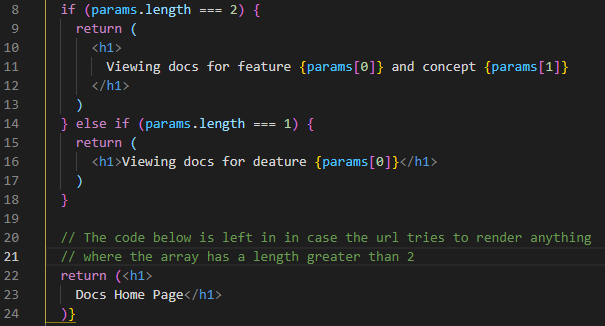 8 if (params.length === 2) {
9 return (
10 <h1>
11 Viewing docs for feature {params[0]} and concept {params[1]}
12 </h1>
13 )
14 } else if (params.length === 1) {
15 return (
16 <h1>Viewing docs for deature {params[0]}</h1>
17 )
18 }
19
20 // The code below is left in in case the url tries to render anything
21 // where the array has a length greater than 2
22 return (<h1>
23 Docs Home Page</h1>
24 )}